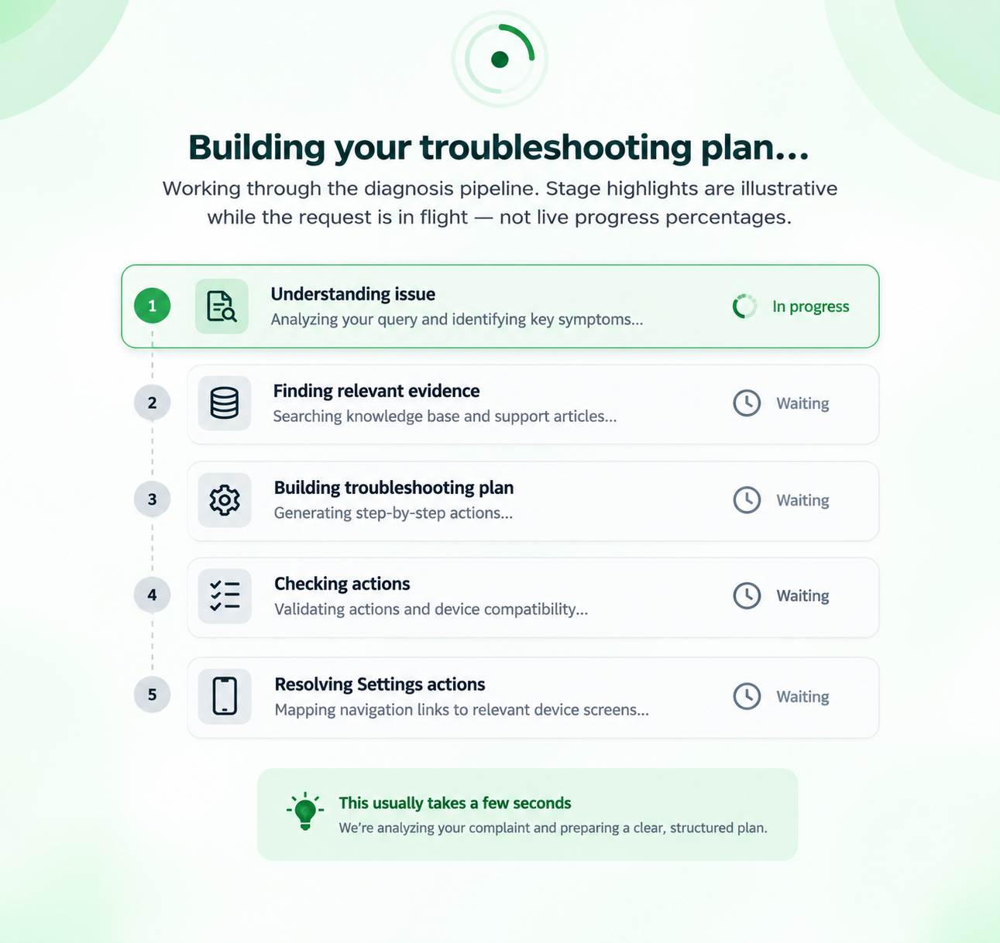 Building your troubleshooting plan...
Working through the diagnosis pipeline. Stage highlights are illustrative
while the request is in flight — not live progress percentages.
1
Understanding issue
Analyzing your query and identifying key symptoms...
In progress
2
Finding relevant evidence
Searching knowledge base and support articles...
Waiting
3
Building troubleshooting plan
Generating step-by-step actions...
Waiting
4
Checking actions
Validating actions and device compatibility...
Waiting
5
Resolving Settings actions
Mapping navigation links to relevant device screens...
Waiting
This usually takes a few seconds
We're analyzing your complaint and preparing a clear, structured plan.